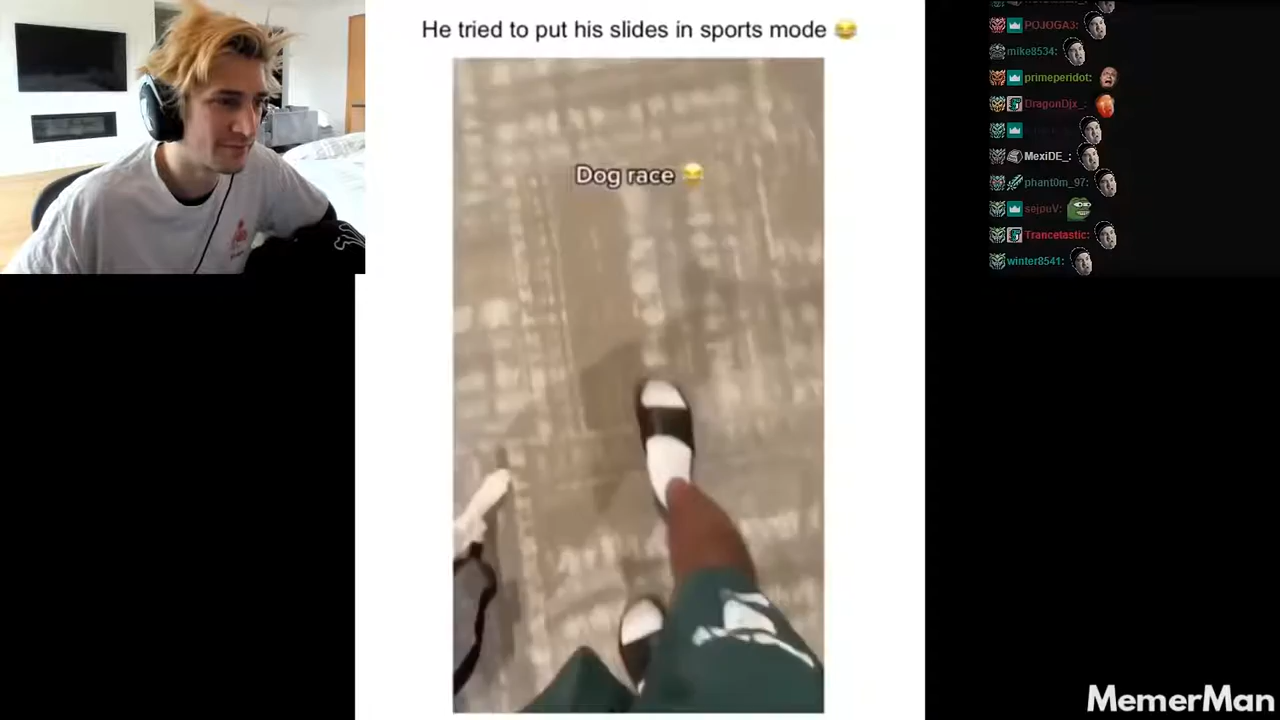 He tried to put his slides in sports mode 😂
Dog race 😂
POJOGA3:
mike8534:
primeperidot:
DragonDjx_:
MexiDE_:
phant0m_97:
sejpuV:
Trancetastic:
winter8541:
MemerMan